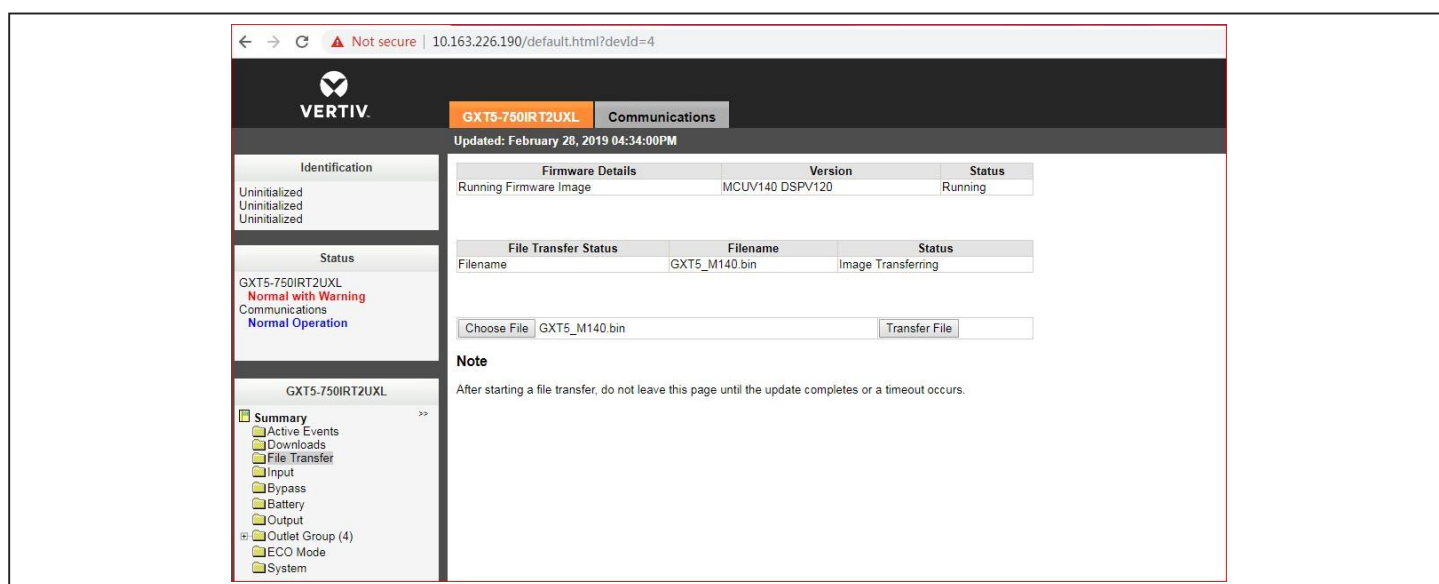 Not secure | 10.163.226.190/default.html?devId=4
VERTIV.
GXT5-750IRT2UXL Communications
Updated: February 28, 2019 04:34:00PM
Identification
Uninitialized
Uninitialized
Uninitialized
Status
GXT5-750IRT2UXL
Normal with Warning
Communications
Normal Operation
GXT5-750IRT2UXL
Summary >>
Active Events
Downloads
File Transfer
Input
Bypass
Battery
Output
Outlet Group (4)
ECO Mode
System
Firmware Details Version Status
Running Firmware Image MCUV140 DSPV120 Running
File Transfer Status Filename Status
Filename GXT5_M140.bin Image Transferring
Choose File GXT5_M140.bin Transfer File
Note
After starting a file transfer, do not leave this page until the update completes or a timeout occurs.